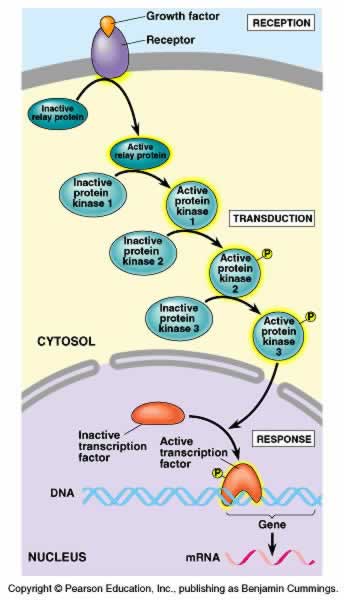 Growth factor
RECEPTION
Receptor
Inactive
relay protein
Active
relay protein
Inactive
protein
kinase 1
Active
protein
kinase
1
TRANSDUCTION
Inactive
protein
kinase 2
P
Active
protein
kinase
2
Inactive
protein
kinase 3
P
Active
protein
kinase
3
CYTOSOL
Inactive
transcription
factor
Active
transcription
factor
RESPONSE
P
DNA
Gene
NUCLEUS
mRNA
Copyright © Pearson Education, Inc., publishing as Benjamin Cummings.